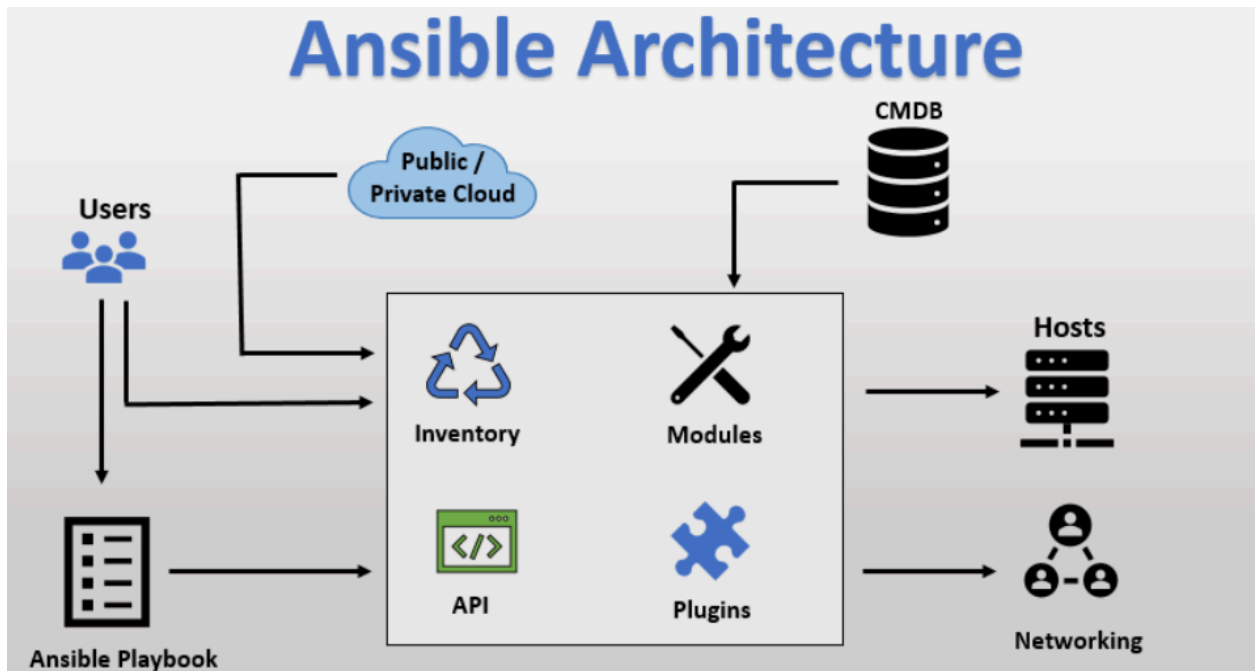 Ansible Architecture
CMDB
Public /
Private Cloud
Users
Hosts
Inventory
Modules
</>
API
Plugins
Networking
Ansible Playbook